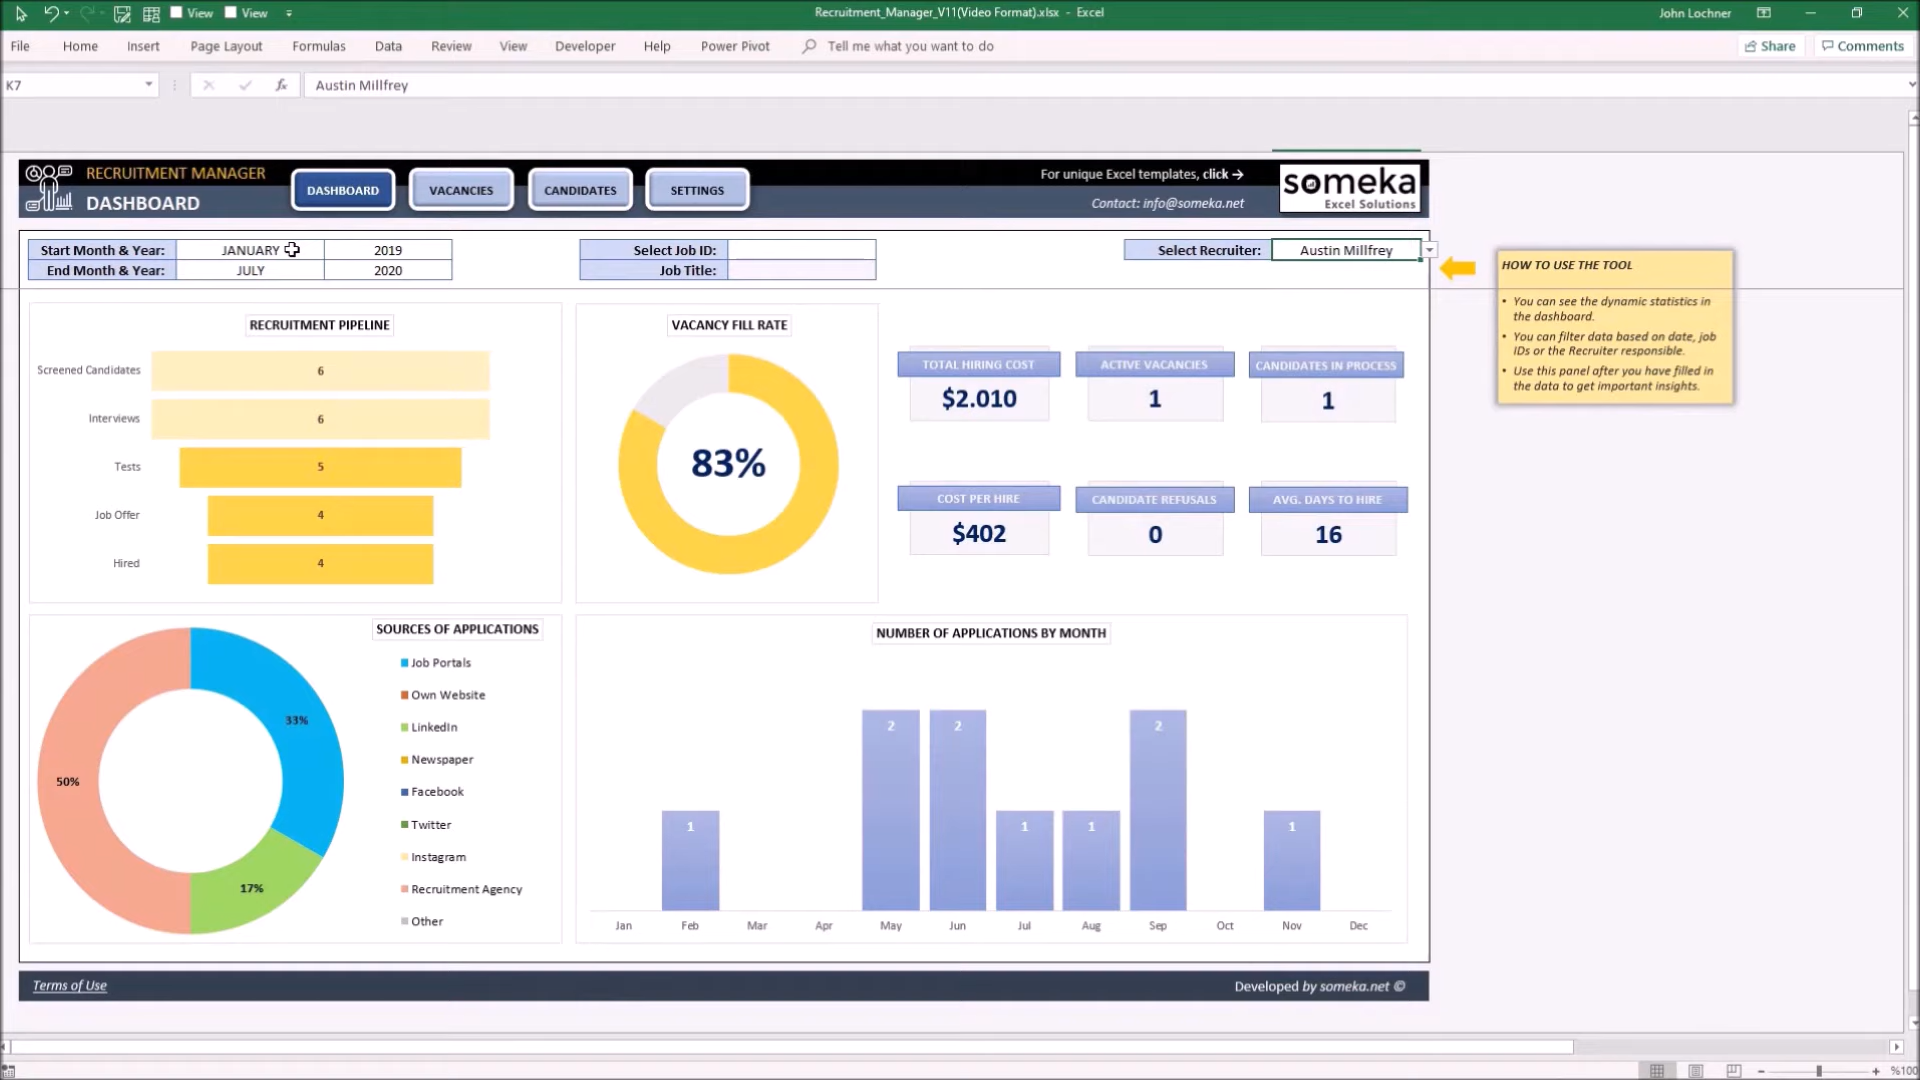 View
View
Recruitment_Manager_V11(Video Format).xlsx - Excel
John Lochner
File Home Insert Page Layout Formulas Data Review View Developer Help Power Pivot Tell me what you want to do
Share Comments
K7
fx
Austin Millfrey
RECRUITMENT MANAGER
DASHBOARD
DASHBOARD
VACANCIES
CANDIDATES
SETTINGS
For unique Excel templates, click →
Contact: info@someka.net
someka
Excel Solutions
Start Month & Year: JANUARY 2019
End Month & Year: JULY 2020
Select Job ID:
Job Title:
Select Recruiter: Austin Millfrey
HOW TO USE THE TOOL
• You can see the dynamic statistics in
the dashboard.
• You can filter data based on date, job
IDs or the Recruiter responsible.
• Use this panel after you have filled in
the data to get important insights.
RECRUITMENT PIPELINE
Screened Candidates 6
Interviews 6
Tests 5
Job Offer 4
Hired 4
VACANCY FILL RATE
83%
TOTAL HIRING COST
$2.010
ACTIVE VACANCIES
1
CANDIDATES IN PROCESS
1
COST PER HIRE
$402
CANDIDATE REFUSALS
0
AVG. DAYS TO HIRE
16
SOURCES OF APPLICATIONS
33%
50%
17%
Job Portals
Own Website
LinkedIn
Newspaper
Facebook
Twitter
Instagram
Recruitment Agency
Other
NUMBER OF APPLICATIONS BY MONTH
1 2 2 1 1 2 1
Jan Feb Mar Apr May Jun Jul Aug Sep Oct Nov Dec
Terms of Use
Developed by someka.net ©
%100